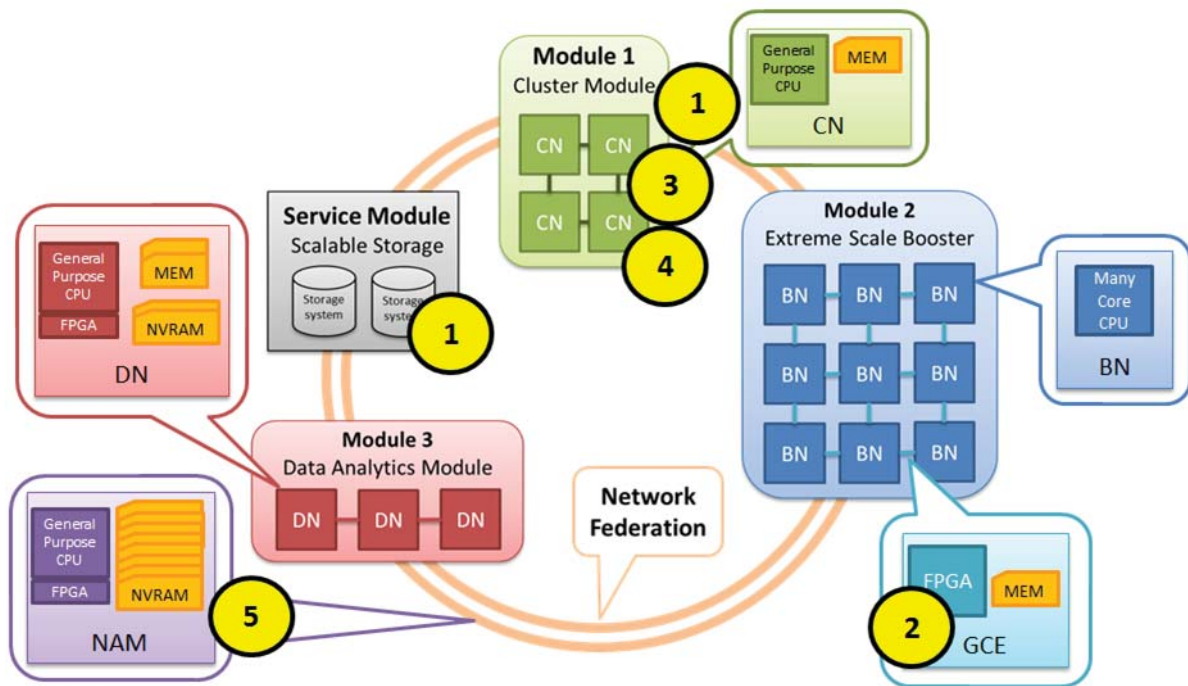 Module 1
Cluster Module
CN
CN
CN
CN
1
3
4
General
Purpose
CPU
MEM
CN
Service Module
Scalable Storage
Storage
system
Storage
system
1
General
Purpose
CPU
FPGA
MEM
NVRAM
DN
Module 2
Extreme Scale Booster
BN
BN
BN
BN
BN
BN
BN
BN
BN
Many
Core
CPU
BN
Module 3
Data Analytics Module
DN
DN
DN
Network
Federation
General
Purpose
CPU
FPGA
NVRAM
NAM
5
FPGA
MEM
2
GCE